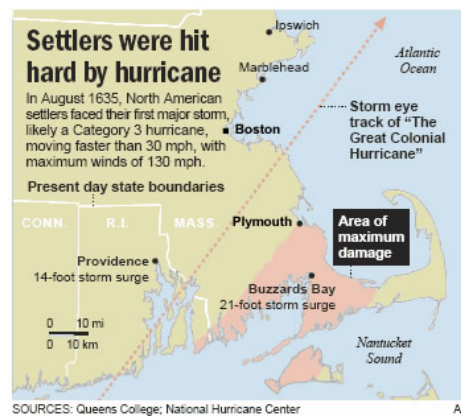 Settlers were hit
hard by hurricane
In August 1635, North American
settlers faced their first major storm,
likely a Category 3 hurricane,
moving faster than 30 mph, with
maximum winds of 130 mph.
Present day state boundaries
CONN.
R.I.
MASS.
Ipswich
Marblehead
Boston
Atlantic
Ocean
Storm eye
track of “The
Great Colonial
Hurricane”
Plymouth
Area of
maximum
damage
Providence
14-foot storm surge
Buzzards Bay
21-foot storm surge
0 10 mi
0 10 km
Nantucket
Sound
SOURCES: Queens College; National Hurricane Center
A